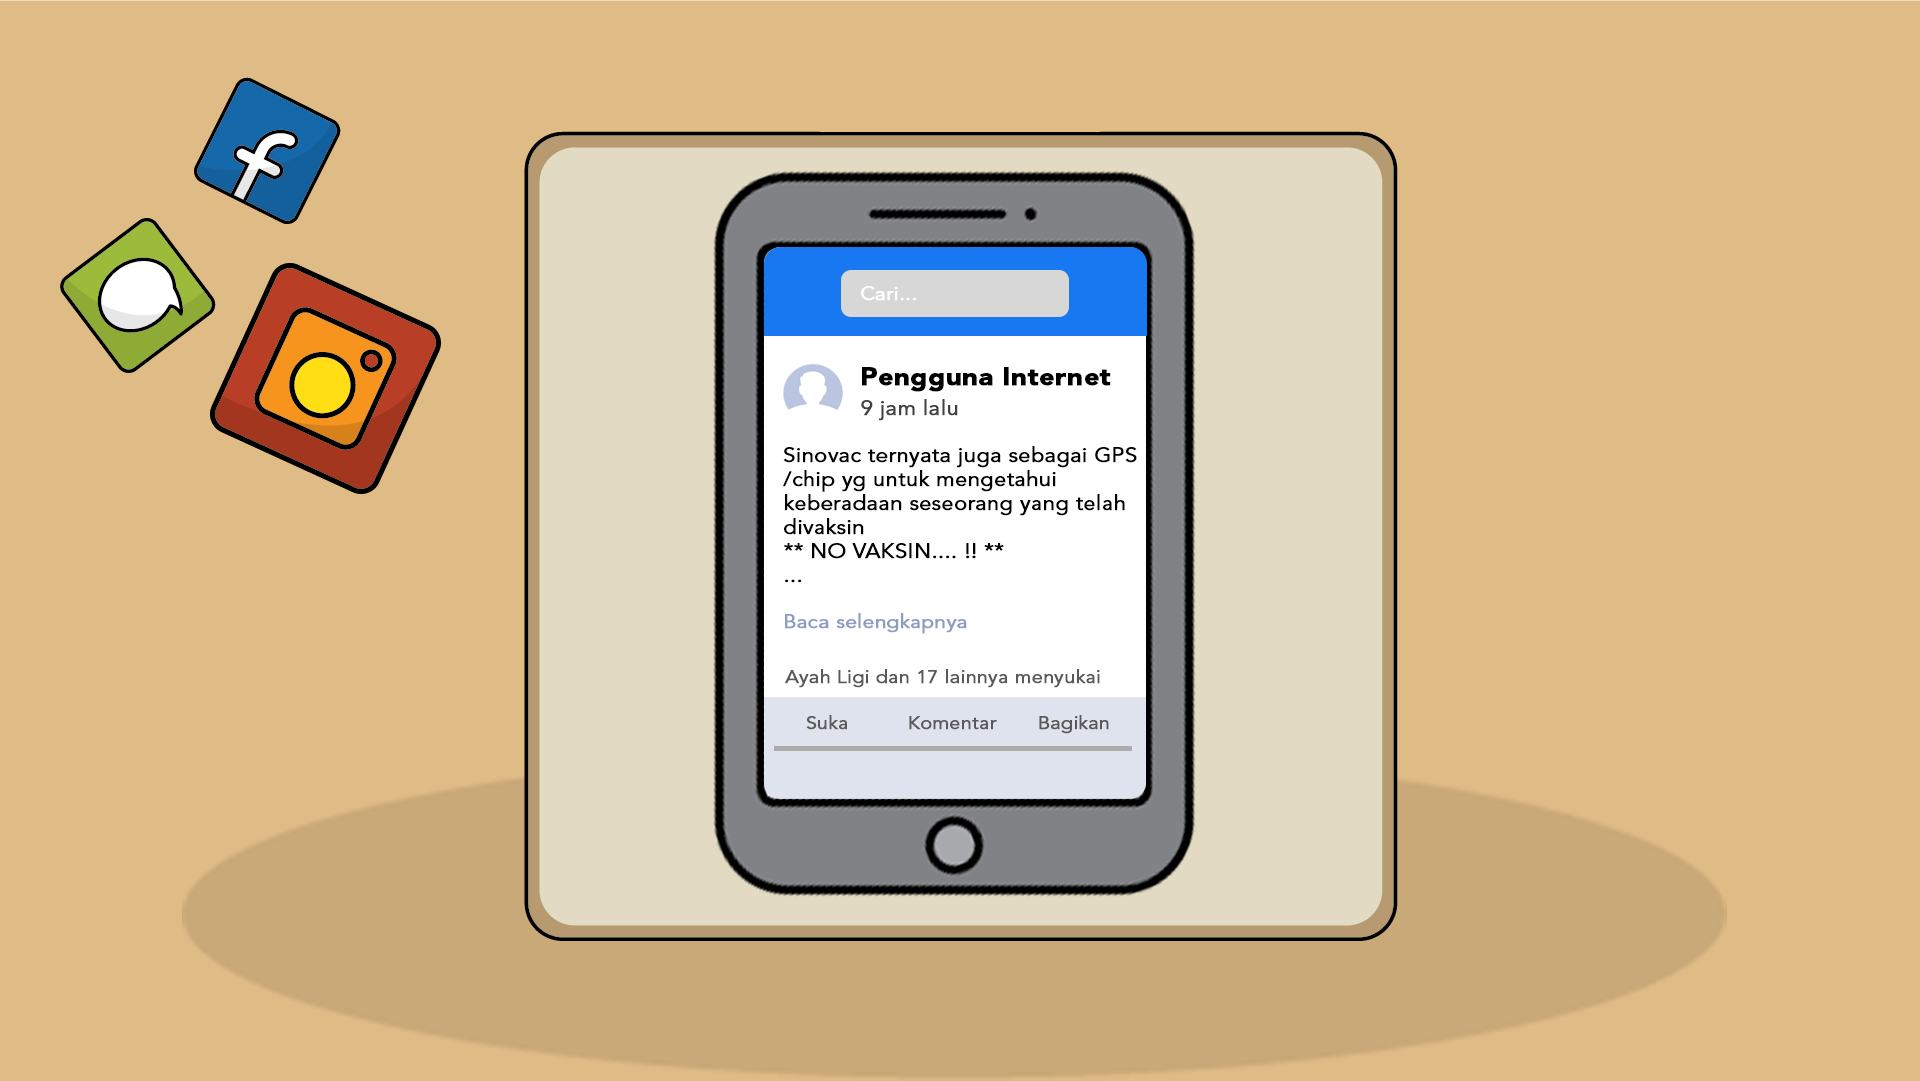 Cari...
Pengguna Internet
9 jam lalu
Sinovac ternyata juga sebagai GPS
/chip yg untuk mengetahui
keberadaan seseorang yang telah
divaksin
** NO VAKSIN.... !! **
...
Baca selengkapnya
Ayah Ligi dan 17 lainnya menyukai
Suka Komentar Bagikan